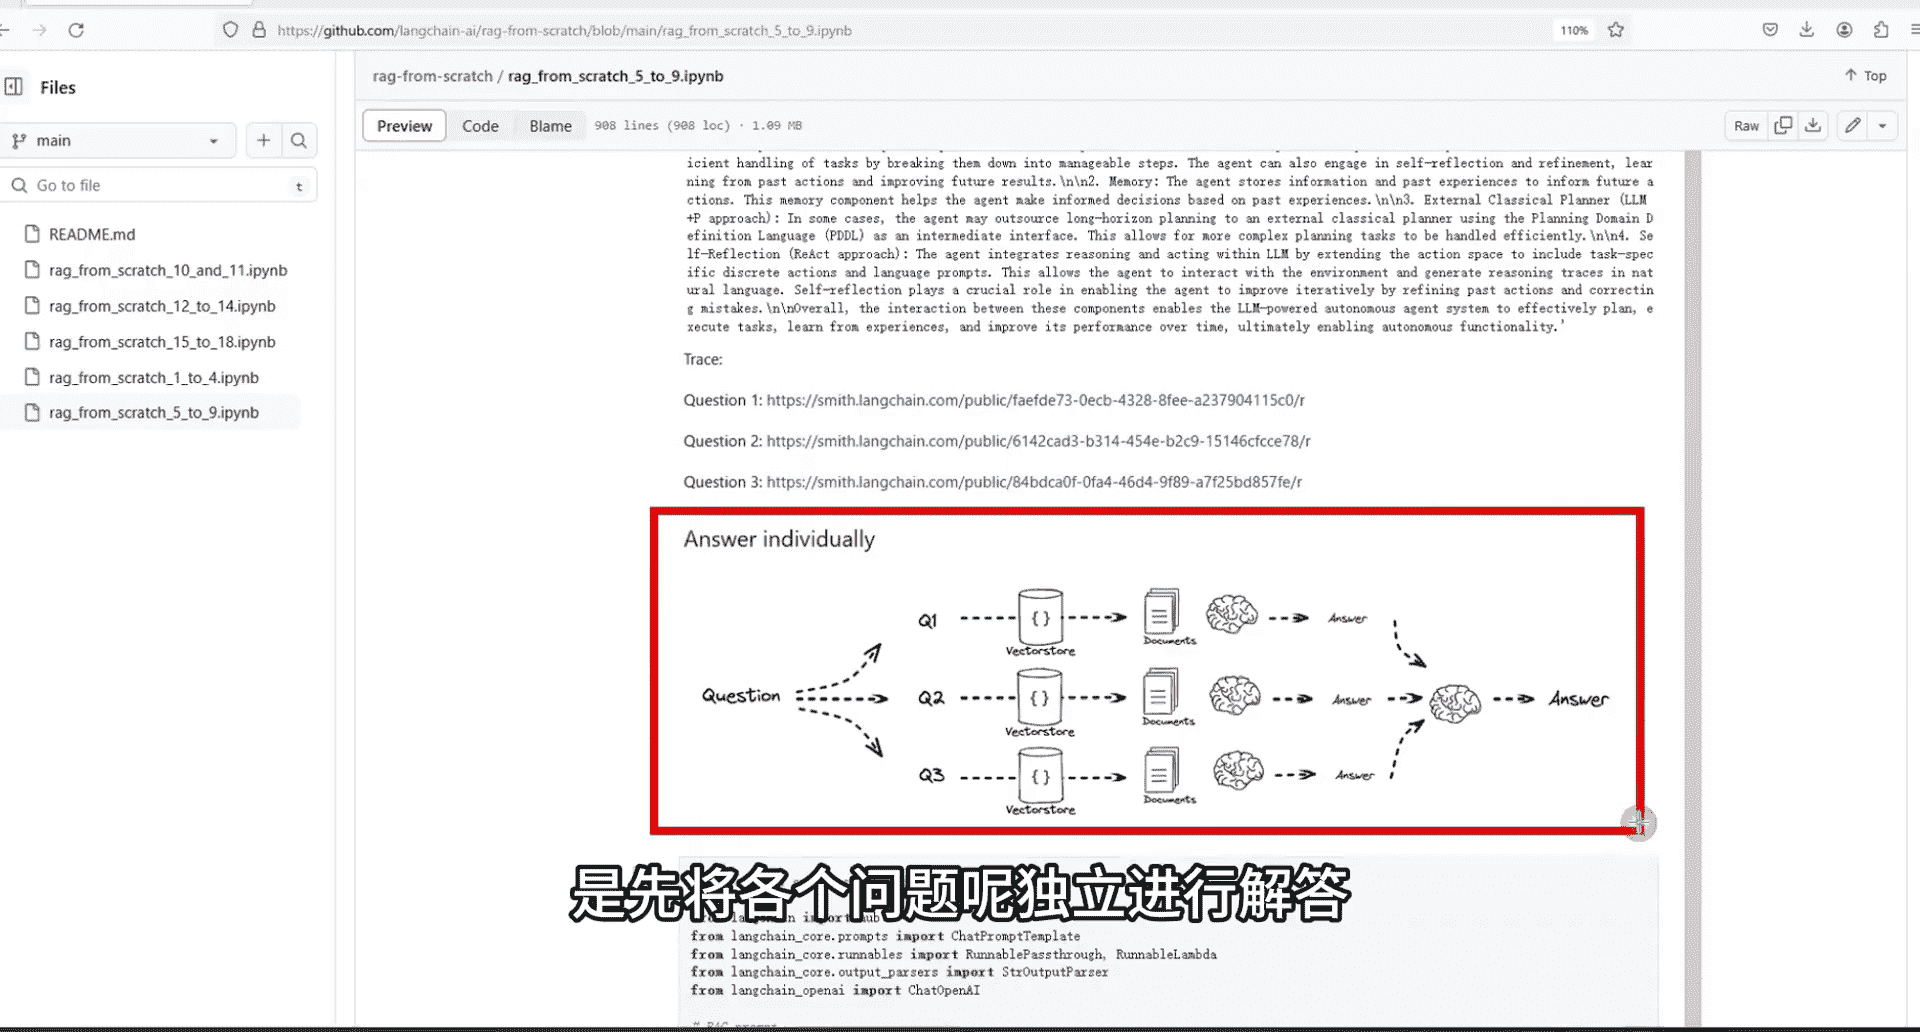 https://github.com/langchain-ai/rag-from-scratch/blob/main/rag_from_scratch_5_to_9.ipynb
110%
Files
rag-from-scratch / rag_from_scratch_5_to_9.ipynb
Top
main
Preview Code Blame 908 lines (908 loc) · 1.09 MB
Raw
Go to file
t
README.md
rag_from_scratch_10_and_11.ipynb
rag_from_scratch_12_to_14.ipynb
rag_from_scratch_15_to_18.ipynb
rag_from_scratch_1_to_4.ipynb
rag_from_scratch_5_to_9.ipynb
icient handling of tasks by breaking them down into manageable steps. The agent can also engage in self-reflection and refinement, lear
ning from past actions and improving future results.\n\n2. Memory: The agent stores information and past experiences to inform future a
ctions. This memory component helps the agent make informed decisions based on past experiences.\n\n3. External Classical Planner (LLM
+P approach): In some cases, the agent may outsource long-horizon planning to an external classical planner using the Planning Domain D
efinition Language (PDDL) as an intermediate interface. This allows for more complex planning tasks to be handled efficiently.\n\n4. Se
lf-Reflection (ReAct approach): The agent integrates reasoning and acting within LLM by extending the action space to include task-spec
ific discrete actions and language prompts. This allows the agent to interact with the environment and generate reasoning traces in nat
ural language. Self-reflection plays a crucial role in enabling the agent to improve iteratively by refining past actions and correctin
g mistakes.\n\nOverall, the interaction between these components enables the LLM-powered autonomous agent system to effectively plan, e
xecute tasks, learn from experiences, and improve its performance over time, ultimately enabling autonomous functionality.'
Trace:
Question 1: https://smith.langchain.com/public/faefde73-0ecb-4328-8fee-a237904115c0/r
Question 2: https://smith.langchain.com/public/6142cad3-b314-454e-b2c9-15146cfcce78/r
Question 3: https://smith.langchain.com/public/84bdca0f-0fa4-46d4-9f89-a7f25bd857fe/r
Answer individually
Q1 {} Answer
Vectorstore Documents
Question Q2 {} Answer Answer
Vectorstore Documents
Q3 {} Answer
Vectorstore Documents
是先将各个问题呢独立进行解答
from langchain_core.prompts import ChatPromptTemplate
from langchain_core.runnables import RunnablePassthrough, RunnableLambda
from langchain_core.output_parsers import StrOutputParser
from langchain_openai import ChatOpenAI